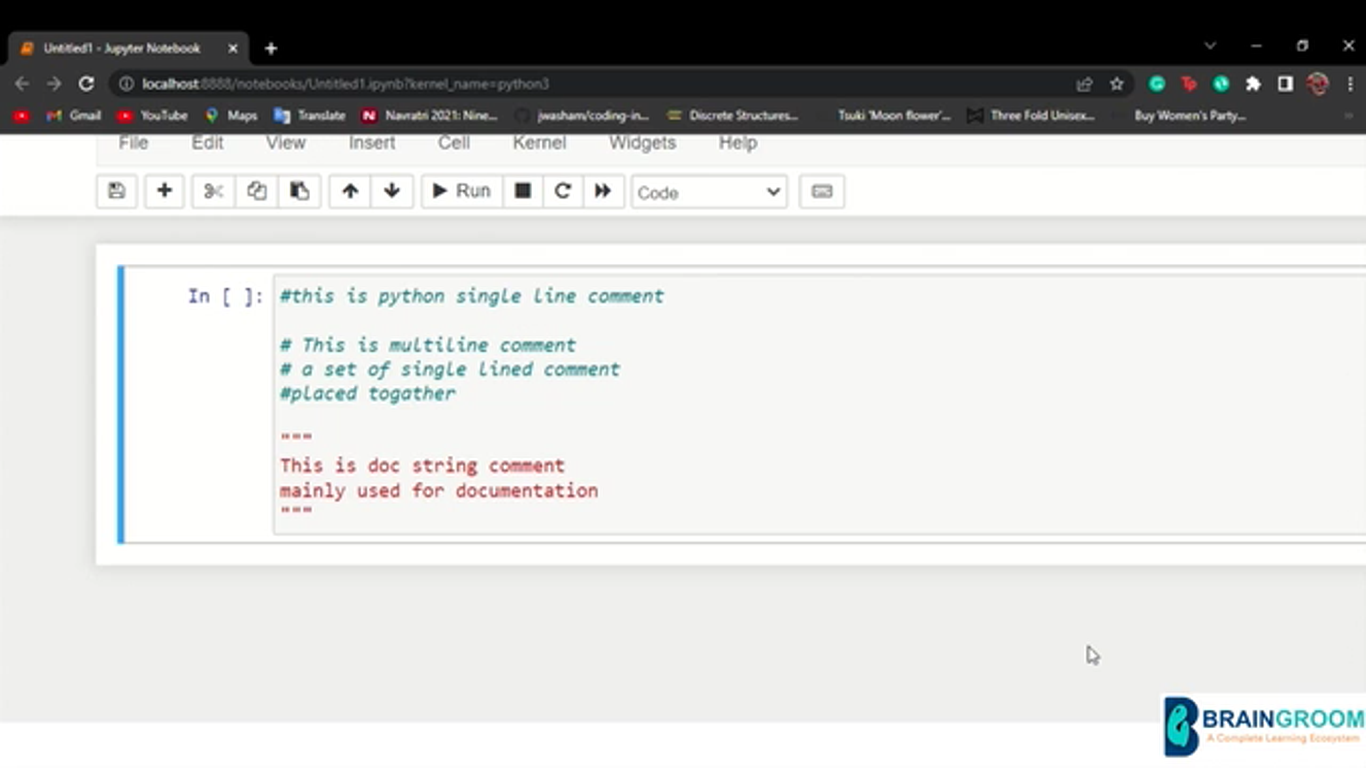 Untitled1 - Jupyter Notebook
localhost:8888/notebooks/Untitled1.ipynb?kernel_name=python3
Gmail YouTube Maps Translate Navratri 2021: Nine... jwasham/coding-in... Discrete Structures... Tsuki 'Moon flower'... Three Fold Unisex... Buy Women's Party...
File Edit View Insert Cell Kernel Widgets Help
Run Code
In [ ]: #this is python single line comment
# This is multiline comment
# a set of single lined comment
#placed togather
"""
This is doc string comment
mainly used for documentation
"""
BRAINGROOM
A Complete Learning Ecosystem